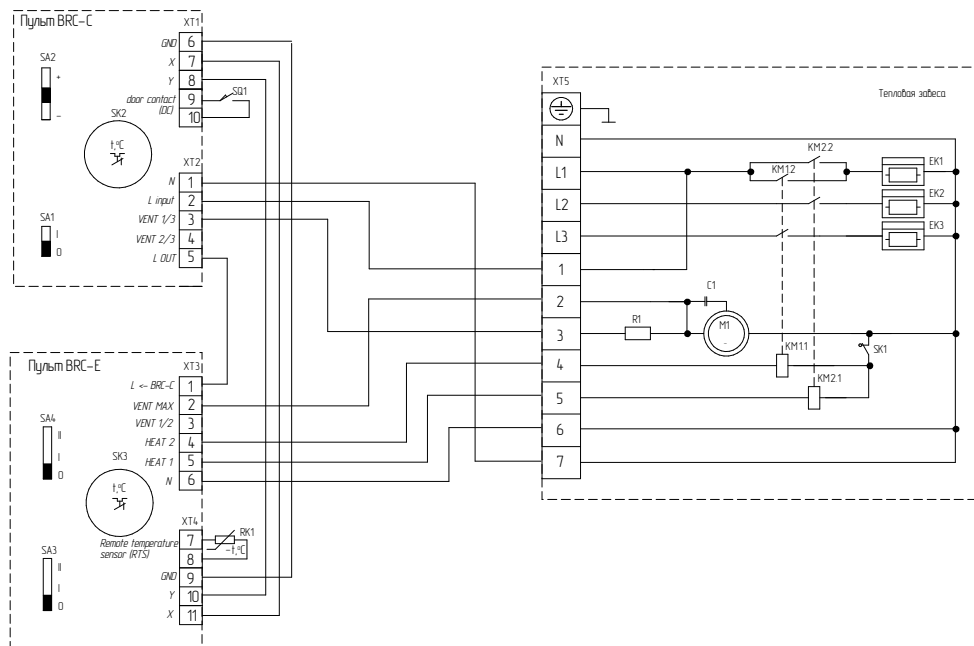 Пульт BRC-C
XT1
SA2
+
-
GND 6
X 7
Y 8
door contact (DC) 9
10
SQ1
SK2
t,°C
XT2
N 1
L input 2
VENT 1/3 3
VENT 2/3 4
L OUT 5
SA1
I
0
Пульт BRC-E
XT3
L <- BRC-C 1
VENT MAX 2
VENT 1/2 3
HEAT 2 4
HEAT 1 5
N 6
SA4
II
I
0
SK3
t,°C
XT4
Remote temperature
sensor (RTS)
7
8
RK1
-t,°C
GND 9
Y 10
X 11
SA3
II
I
0
XT5
Тепловая завеса
N
L1
L2
L3
1
2
3
4
5
6
7
KM2.2
KM1.2
EK1
EK2
EK3
C1
R1
M1
SK1
KM1.1
KM2.1